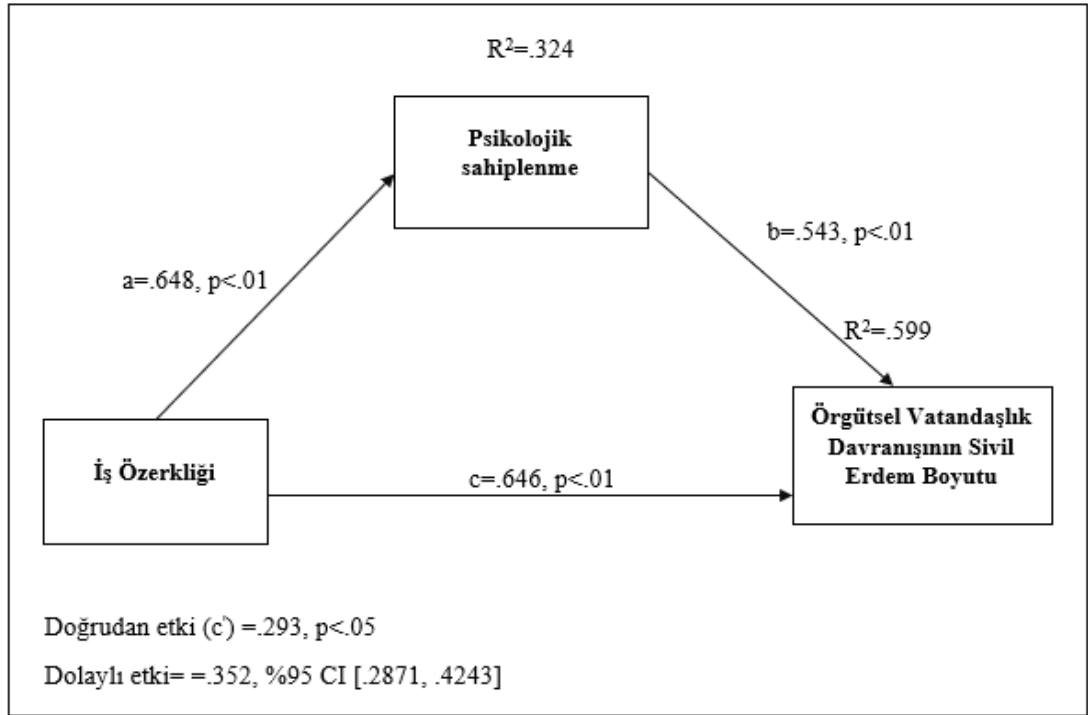 R²=.324
Psikolojik
sahiplenme
b=.543, p<.01
a=.648, p<.01
R²=.599
Örgütsel Vatandaşlık
Davranışının Sivil
Erdem Boyutu
İş Özerkliği
c=.646, p<.01
Doğrudan etki (c') =.293, p<.05
Dolaylı etki= =.352, %95 CI [.2871, .4243]